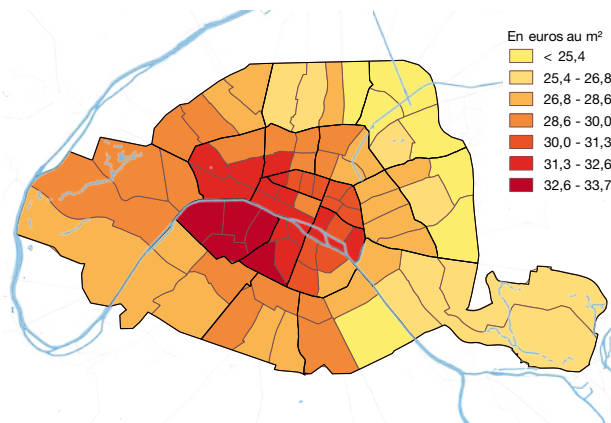 En euros au m²
< 25,4
25,4 - 26,8
26,8 - 28,6
28,6 - 30,0
30,0 - 31,3
31,3 - 32,6
32,6 - 33,7